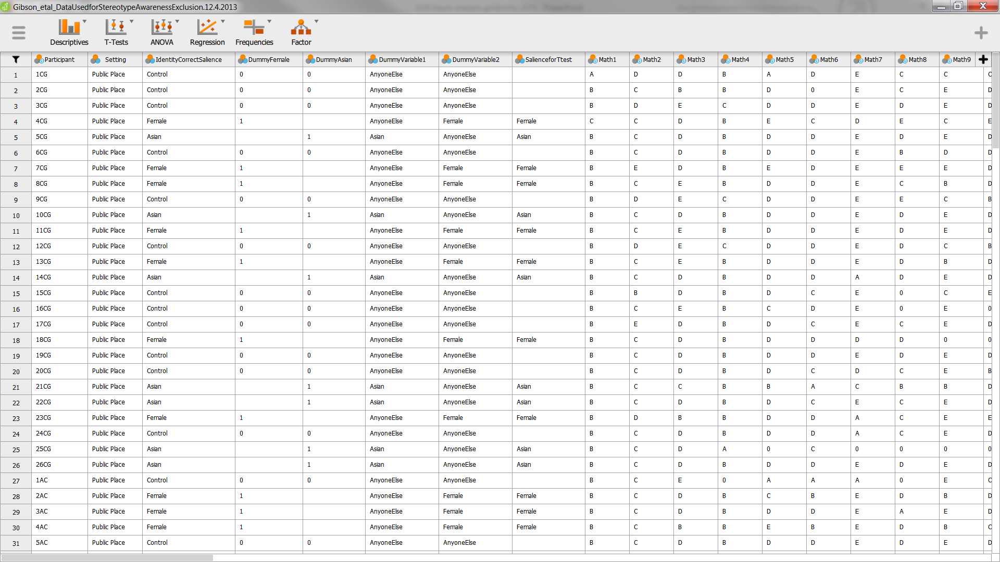 Gibson_etal_DataUsedforStereotypeAwarenessExclusion.12.4.2013
Descriptives T-Tests ANOVA Regression Frequencies Factor
Participant Setting IdentityCorrectSalience DummyFemale DummyAsian DummyVariable1 DummyVariable2 SalienceforTtest Math1 Math2 Math3 Math4 Math5 Math6 Math7 Math8 Math9
1 1CG Public Place Control 0 0 AnyoneElse AnyoneElse A D D B A D E C C C
2 2CG Public Place Control 0 0 AnyoneElse AnyoneElse B C B B D 0 E C E D
3 3CG Public Place Control 0 0 AnyoneElse AnyoneElse B D E C D D E D E D
4 4CG Public Place Female 1 AnyoneElse Female Female C C D B E C D E C E
5 5CG Public Place Asian 1 Asian AnyoneElse Asian B C D B D D E D E D
6 6CG Public Place Control 0 0 AnyoneElse AnyoneElse B C D B D D E B D D
7 7CG Public Place Female 1 AnyoneElse Female Female B E D B E D E E E D
8 8CG Public Place Female 1 AnyoneElse Female Female B C E B D D E C B D
9 9CG Public Place Control 0 0 AnyoneElse AnyoneElse B D E C D D E E C B
10 10CG Public Place Asian 1 Asian AnyoneElse Asian B C D B D D E D E D
11 11CG Public Place Female 1 AnyoneElse Female Female B C E B D D E D E D
12 12CG Public Place Control 0 0 AnyoneElse AnyoneElse B D E C D D E D C B
13 13CG Public Place Female 1 AnyoneElse Female Female B C E B D D E D B D
14 14CG Public Place Asian 1 Asian AnyoneElse Asian B C D B D D A D E D
15 15CG Public Place Control 0 0 AnyoneElse AnyoneElse B B D B D C E 0 C E
16 16CG Public Place Control 0 0 AnyoneElse AnyoneElse B C E B C D E 0 E 0
17 17CG Public Place Control 0 0 AnyoneElse AnyoneElse B E D B D C E C E D
18 18CG Public Place Female 1 AnyoneElse Female Female B C D B D D D D 0 0
19 19CG Public Place Control 0 0 AnyoneElse AnyoneElse B C D B D D E D E D
20 20CG Public Place Control 0 0 AnyoneElse AnyoneElse B C D B D C D C E B
21 21CG Public Place Asian 1 Asian AnyoneElse Asian B C C B B A C B B D
22 22CG Public Place Asian 1 Asian AnyoneElse Asian B C D B D C E C E D
23 23CG Public Place Female 1 AnyoneElse Female Female B D B B D D A C E E
24 24CG Public Place Control 0 0 AnyoneElse AnyoneElse B C D B D D A C E D
25 25CG Public Place Asian 1 Asian AnyoneElse Asian B C D A 0 C 0 0 0 0
26 26CG Public Place Asian 1 Asian AnyoneElse Asian B C D B D D E D E D
27 1AC Public Place Control 0 0 AnyoneElse AnyoneElse B C E 0 A A A 0 E C
28 2AC Public Place Female 1 AnyoneElse Female Female B C D B C B E D B D
29 3AC Public Place Female 1 AnyoneElse Female Female B C D B D D E A E D
30 4AC Public Place Female 1 AnyoneElse Female Female B C B B E B E D B C
31 5AC Public Place Control 0 0 AnyoneElse AnyoneElse B C D B D D E D E D